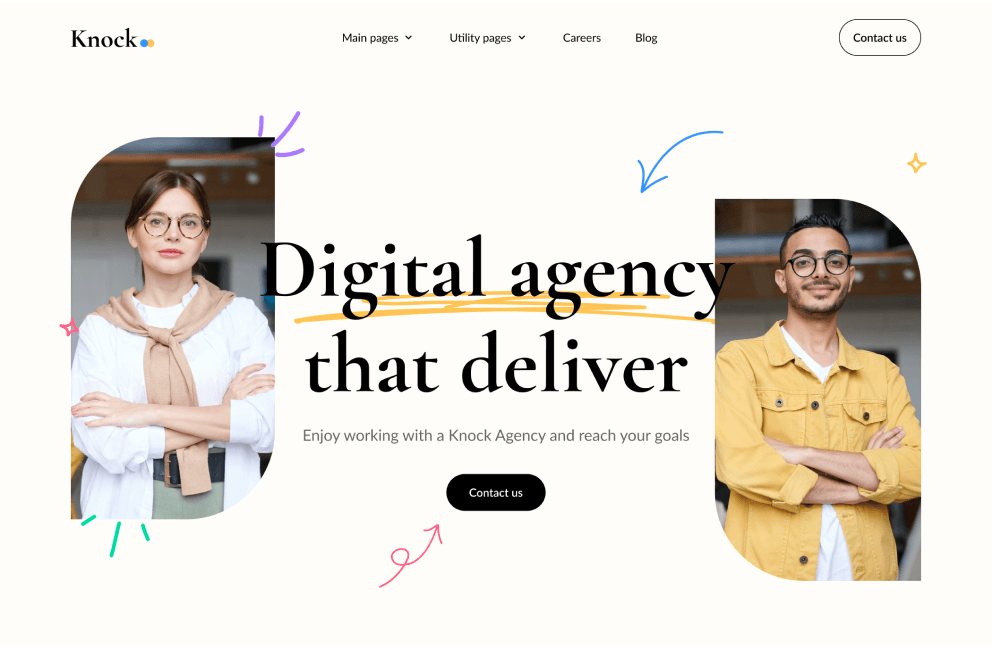 Knock
Main pages
Utility pages
Careers
Blog
Contact us
Digital agency
that deliver
Enjoy working with a Knock Agency and reach your goals
Contact us